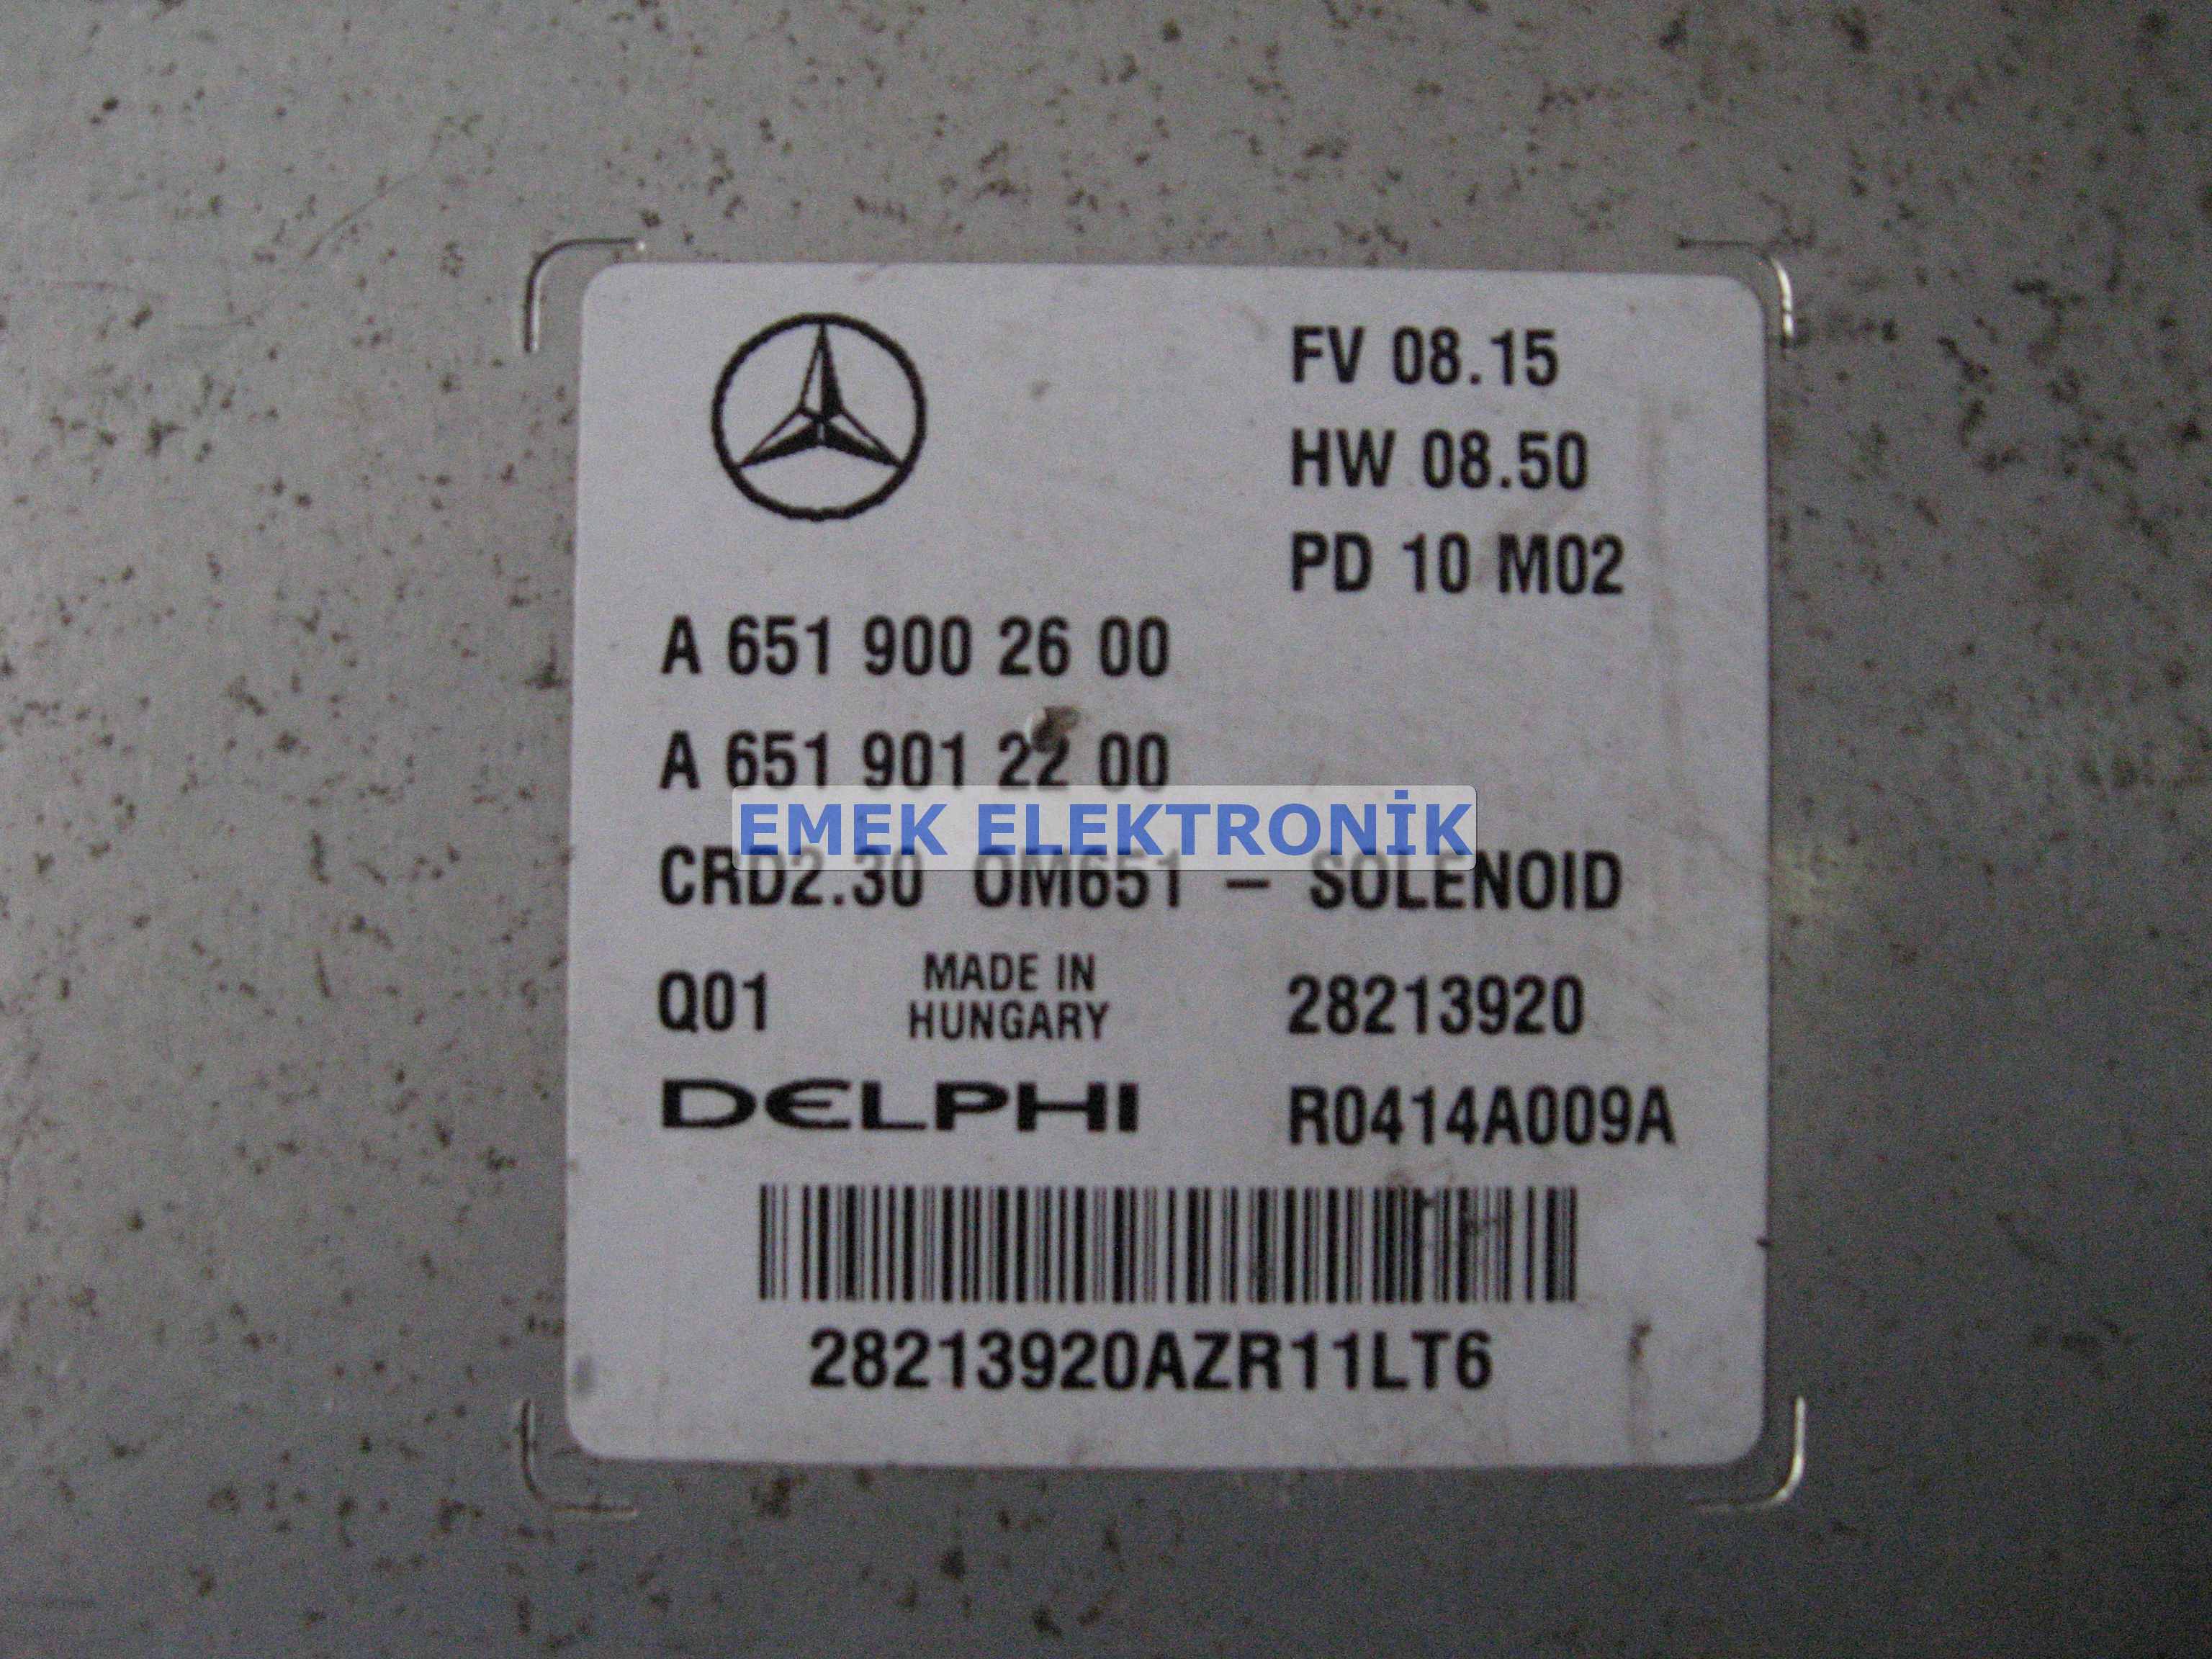 FV 08.15
HW 08.50
PD 10 M02
A 651 900 26 00
A 651 901 22 00
EMEK ELEKTRONİK
CRD2.30 OM651 – SOLENOID
Q01 MADE IN HUNGARY 28213920
DELPHI R0414A009A
28213920AZR11LT6